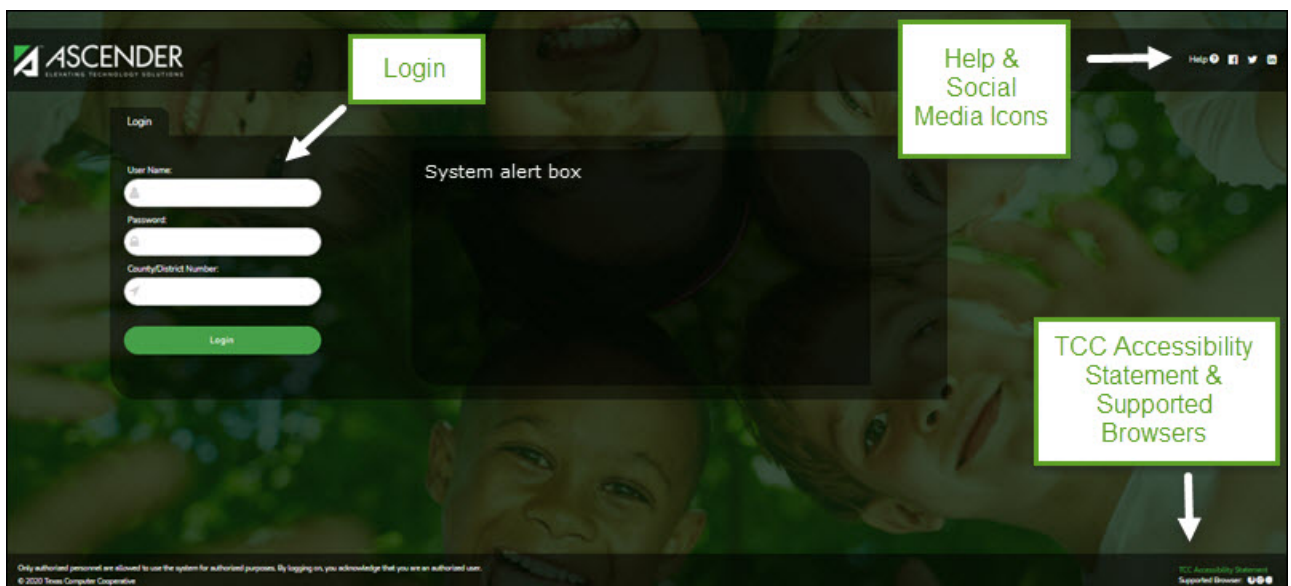 ASCENDER
ELEVATING TECHNOLOGY SOLUTIONS
Login
Help &
Social
Media Icons
Help
Login
User Name:
Password:
County/District Number:
Login
System alert box
TCC Accessibility
Statement &
Supported
Browsers
Only authorized personnel are allowed to use the system for authorized purposes. By logging on, you acknowledge that you are an authorized user.
© 2020 Texas Computer Cooperative
TCC Accessibility Statement
Supported Browser: